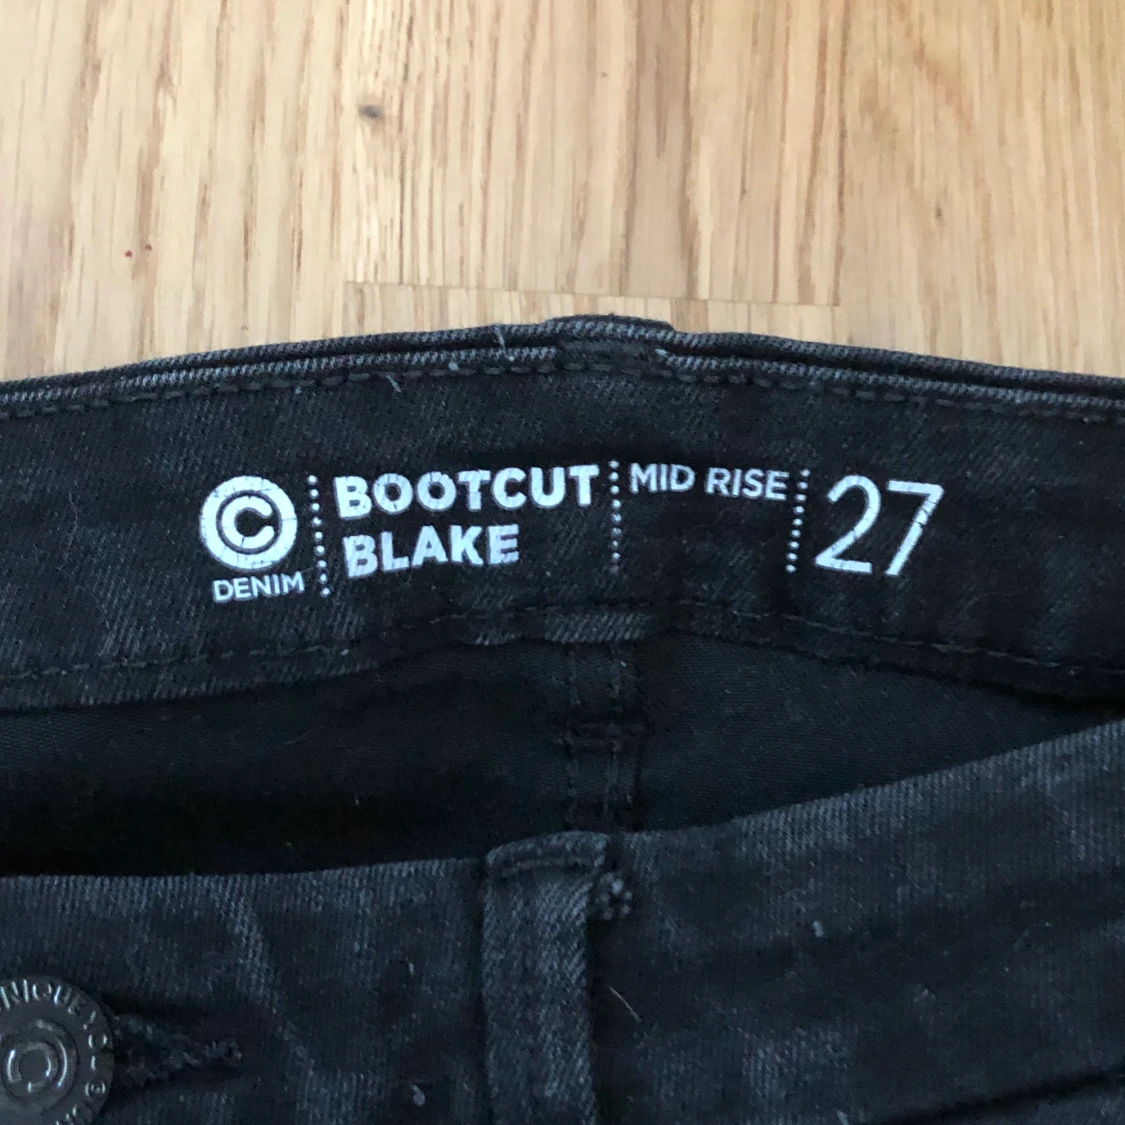 ©
DENIM
BOOTCUT
BLAKE
MID RISE
27